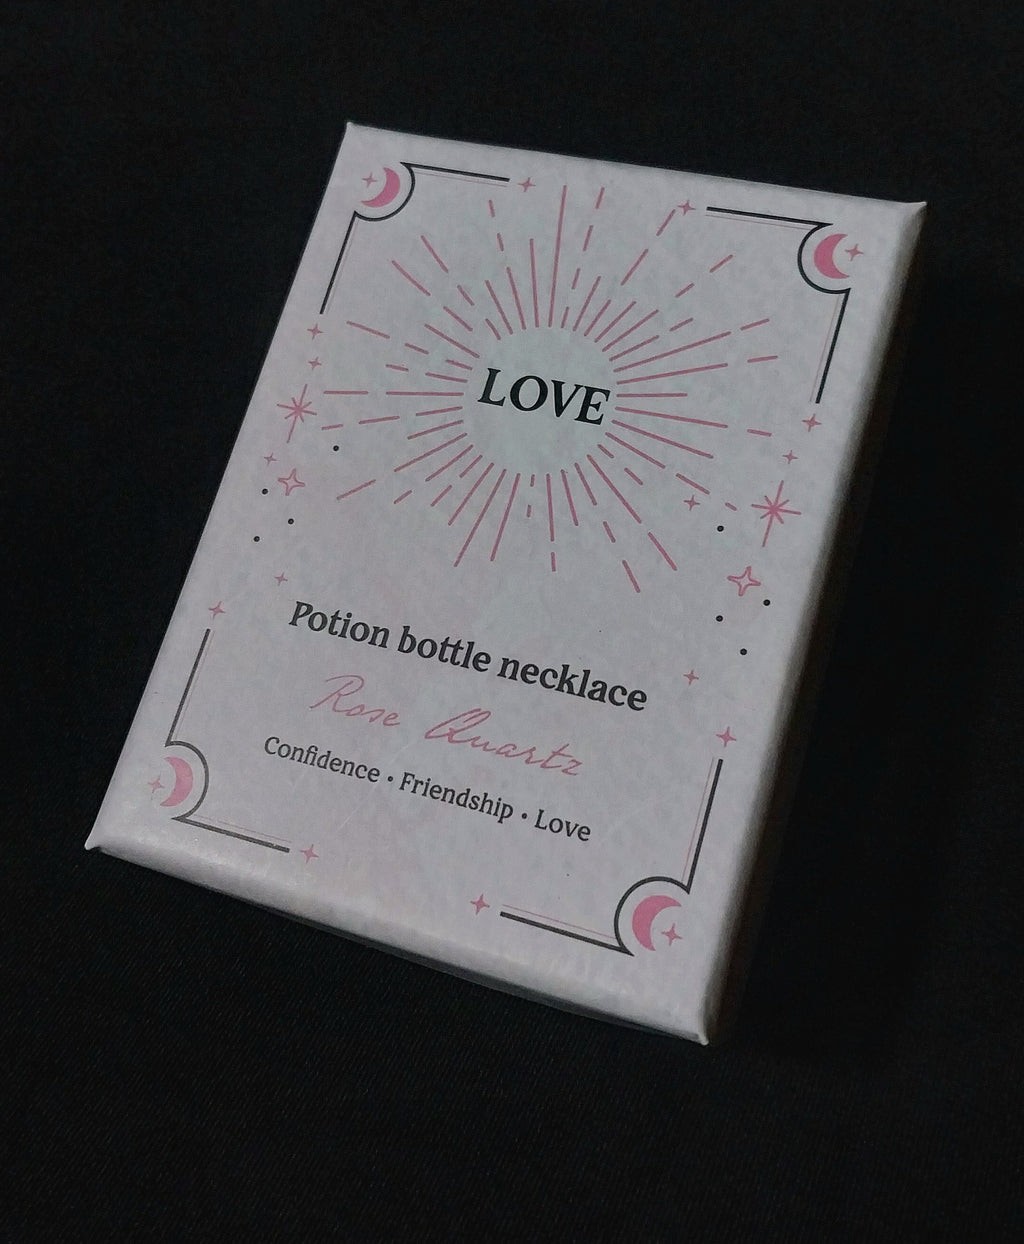 LOVE
Potion bottle necklace
Rose Quartz
Confidence • Friendship • Love